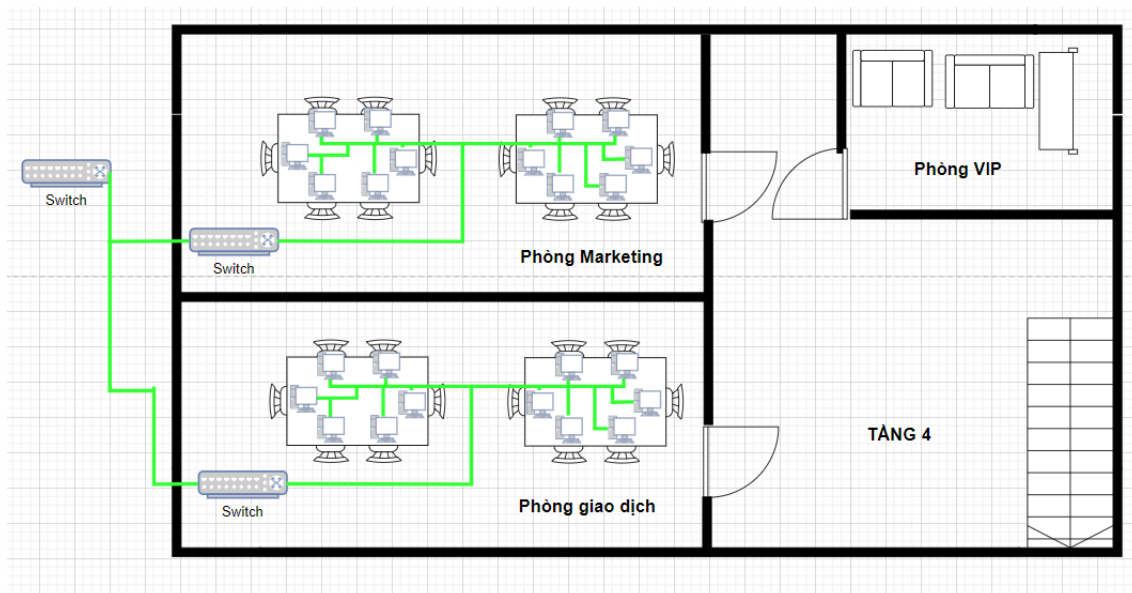 Phòng VIP
Switch
Phòng Marketing
Switch
TẦNG 4
Phòng giao dịch
Switch